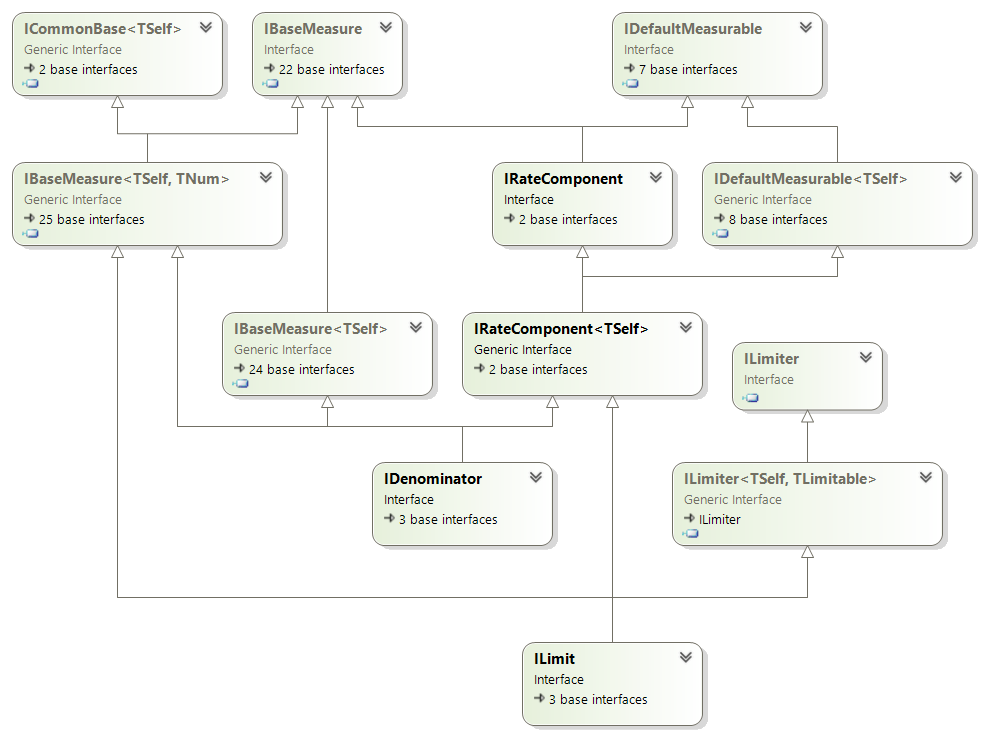 ICommonBase<TSelf>
Generic Interface
2 base interfaces
IBaseMeasure
Interface
22 base interfaces
IDefaultMeasurable
Interface
7 base interfaces
IBaseMeasure<TSelf, TNum>
Generic Interface
25 base interfaces
IRateComponent
Interface
2 base interfaces
IDefaultMeasurable<TSelf>
Generic Interface
8 base interfaces
IBaseMeasure<TSelf>
Generic Interface
24 base interfaces
IRateComponent<TSelf>
Generic Interface
2 base interfaces
ILimiter
Interface
IDenominator
Interface
3 base interfaces
ILimiter<TSelf, TLimitable>
Generic Interface
ILimiter
ILimit
Interface
3 base interfaces